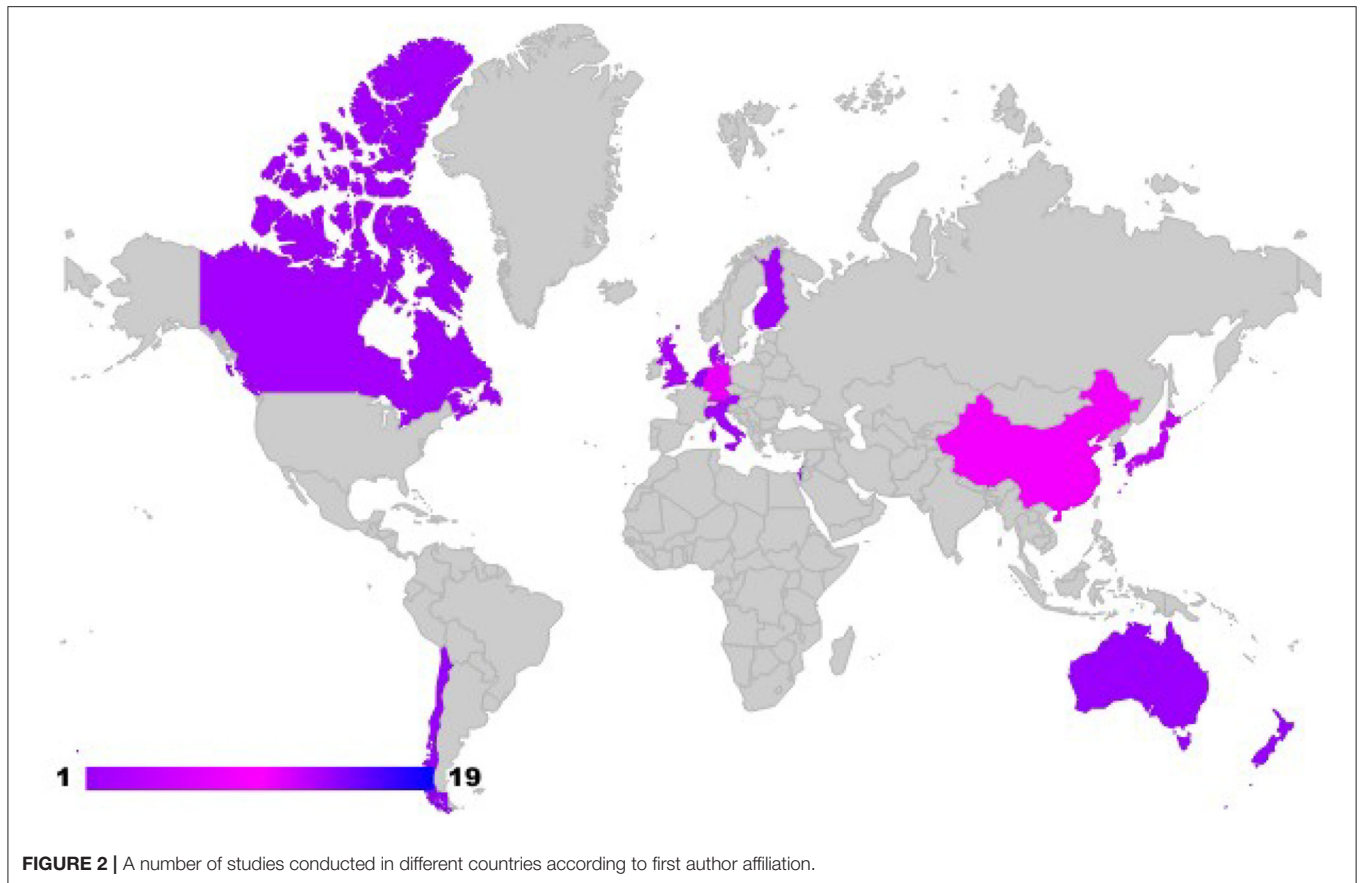 1 19
FIGURE 2 | A number of studies conducted in different countries according to first author affiliation.